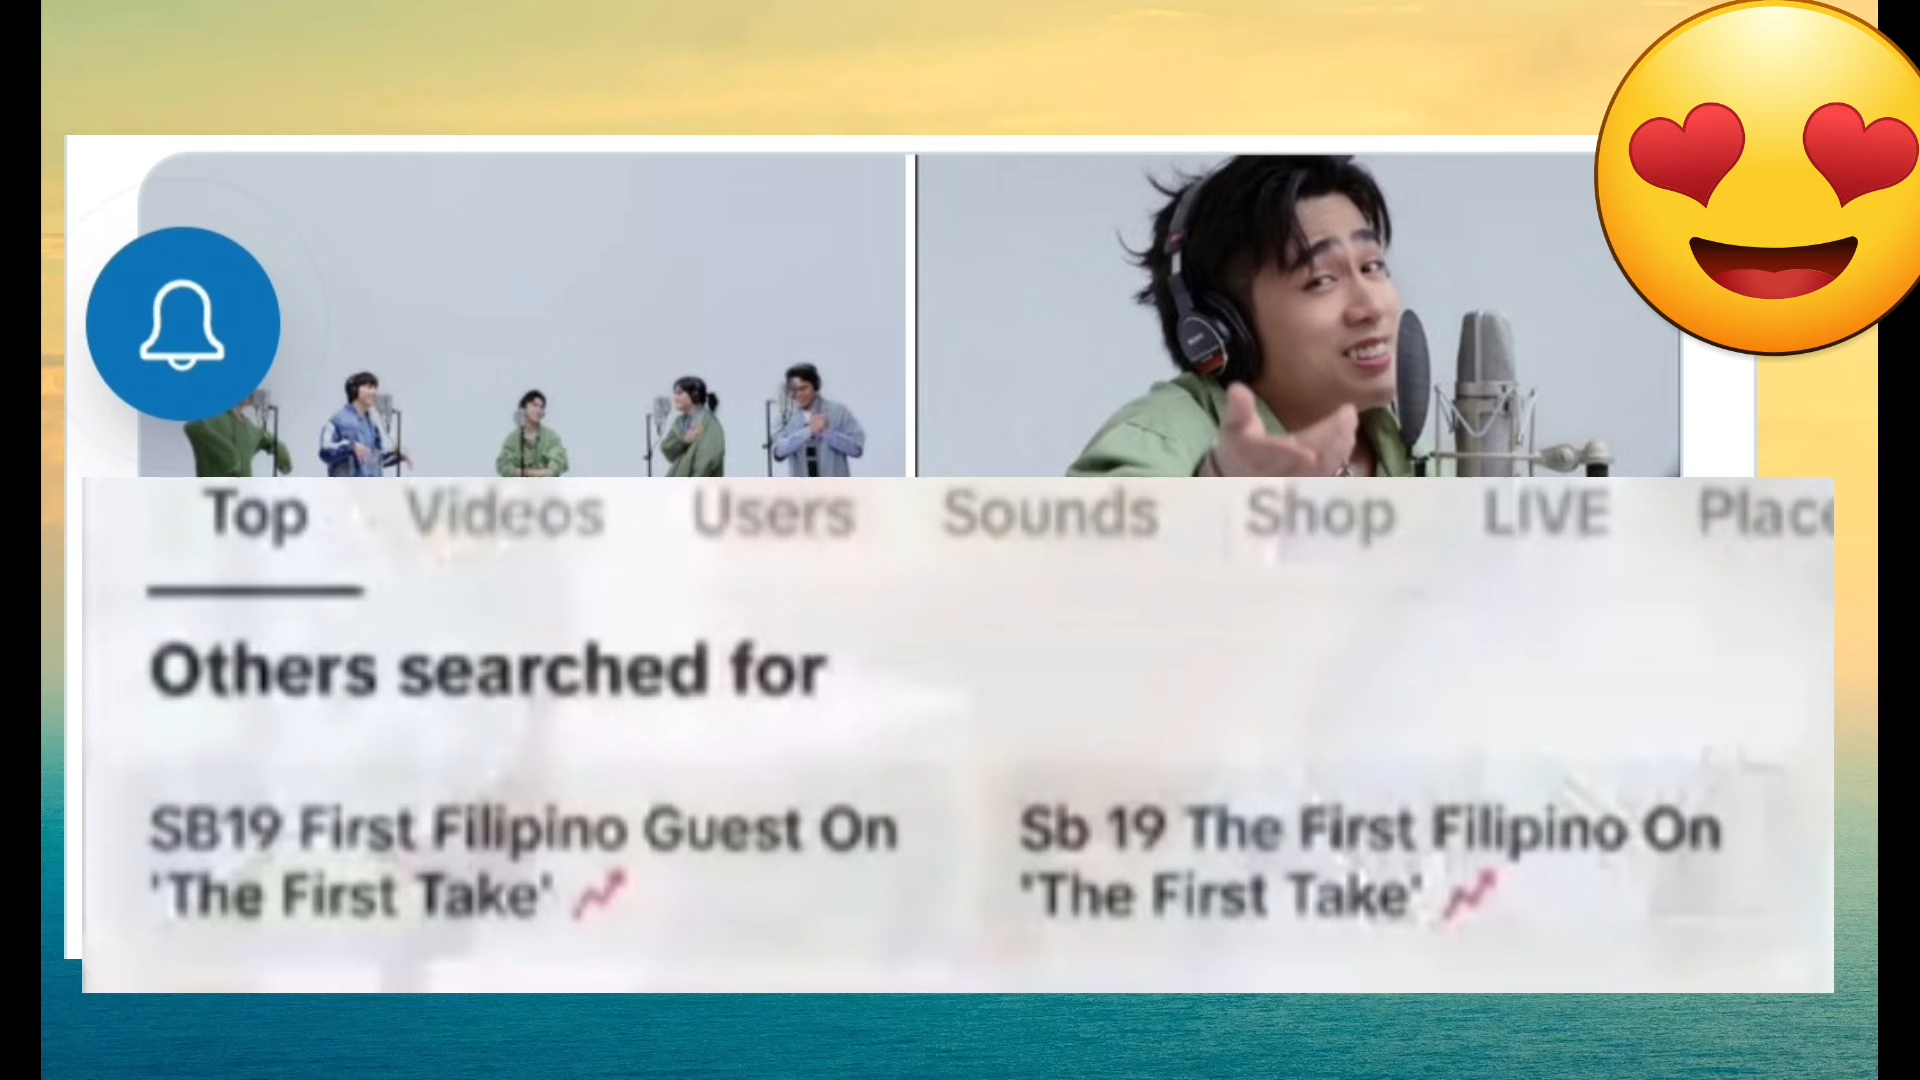 Top Videos Users Sounds Shop LIVE Place
Others searched for
SB19 First Filipino Guest On
'The First Take'
Sb 19 The First Filipino On
'The First Take'